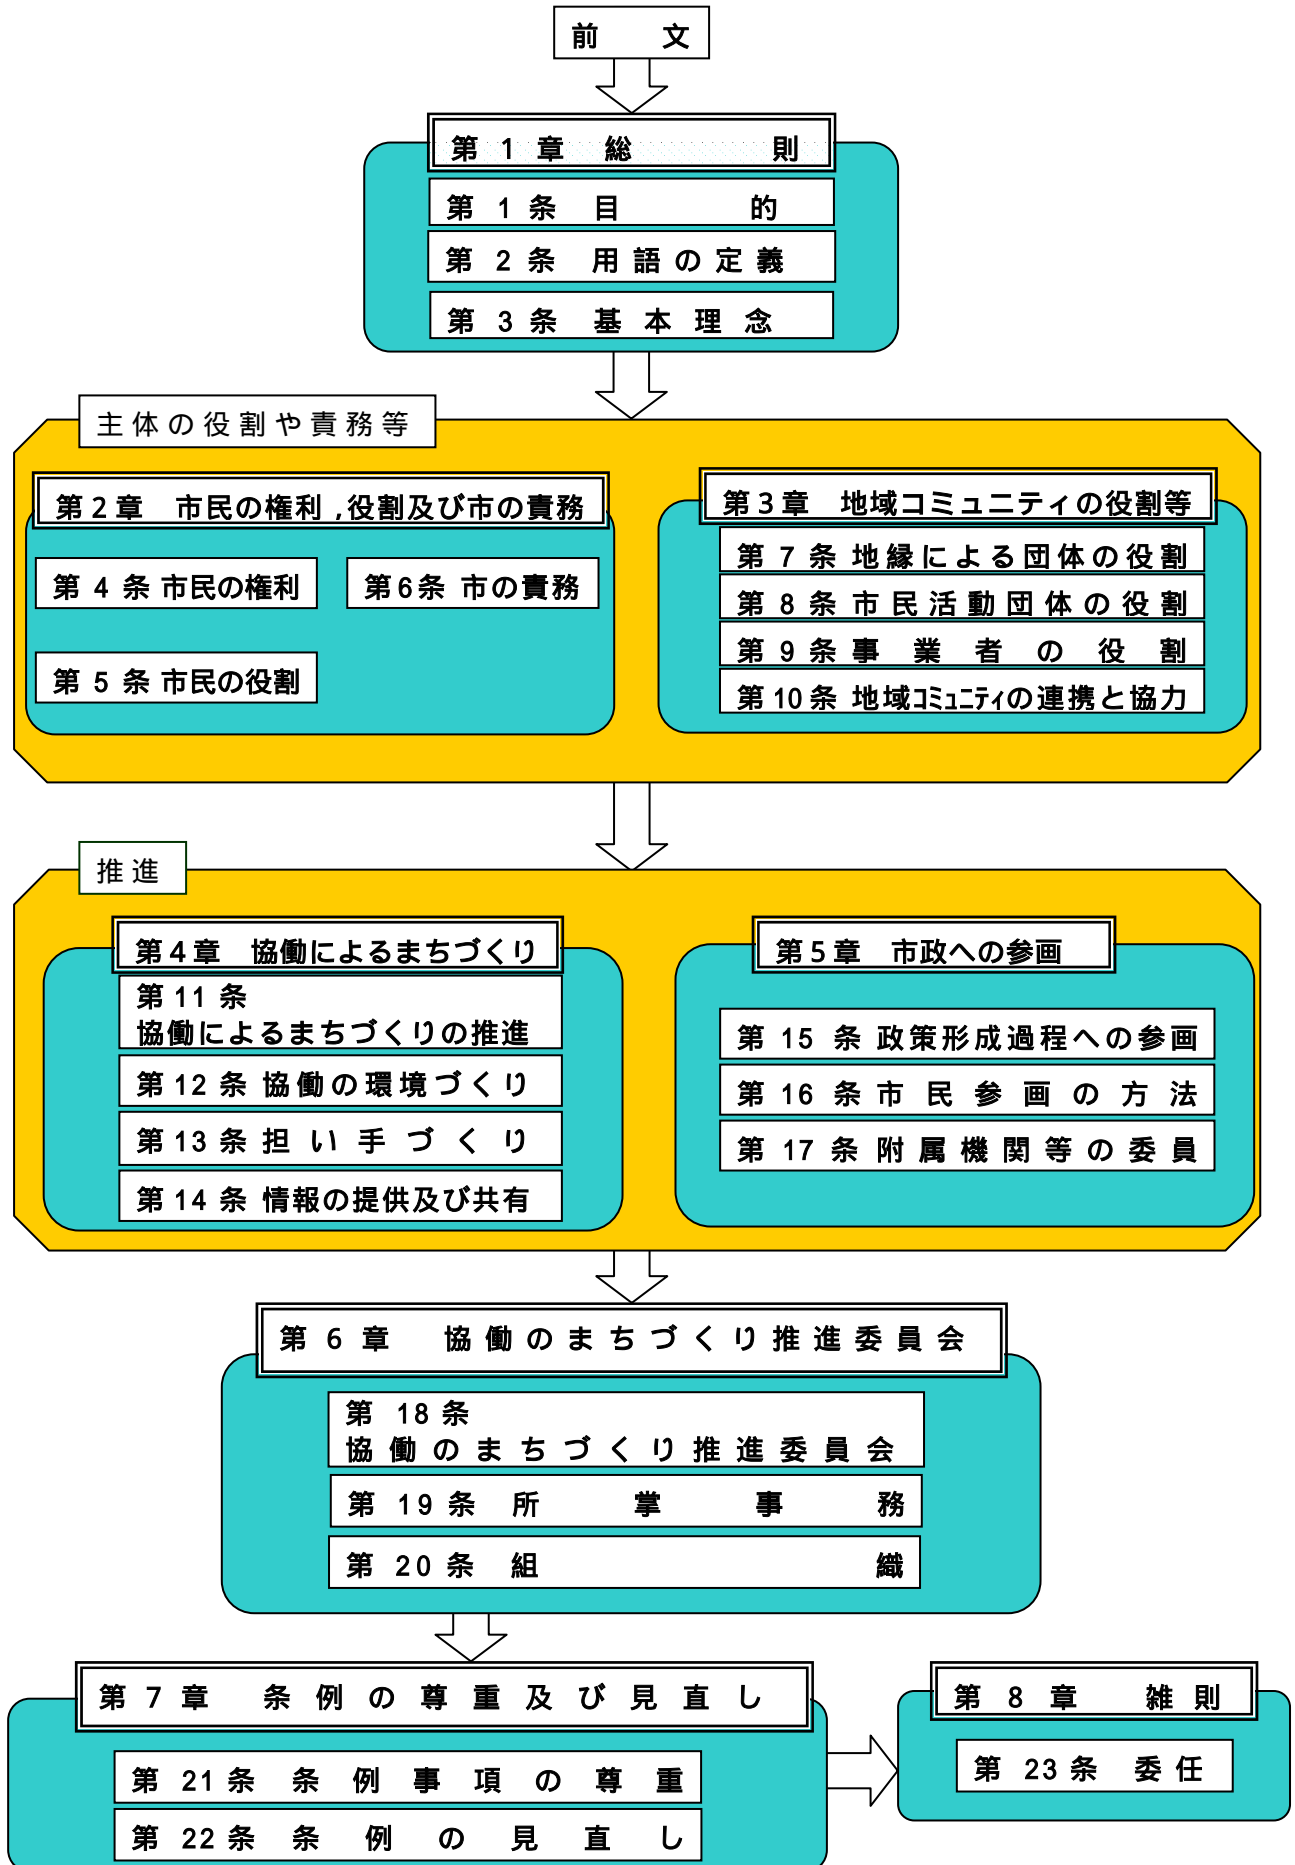 前 文
第 1 章 総 則
第 1 条 目 的
第 2 条 用語の定義
第 3 条 基本理念
主体の役割や責務等
第2章 市民の権利,役割及び市の責務
第 4 条 市民の権利
第6条 市の責務
第 5 条 市民の役割
第3章 地域コミュニティの役割等
第 7 条 地縁による団体の役割
第 8 条 市民活動団体の役割
第 9 条 事業者の役割
第10条 地域ｺﾐｭﾆﾃｨの連携と協力
推進
第4章 協働によるまちづくり
第11 条
協働によるまちづくりの推進
第12 条 協働の環境づくり
第13 条 担い手づくり
第14 条 情報の提供及び共有
第5章 市政への参画
第 15 条 政策形成過程への参画
第 16 条 市民参画の方法
第 17 条 附属機関等の委員
第 6 章 協働のまちづくり推進委員会
第 18 条
協働のまちづくり推進委員会
第 19 条 所掌事務
第 20 条 組織
第 7 章 条例の尊重及び見直し
第 21 条 条例事項の尊重
第 22 条 条例の見直し
第 8 章 雑則
第 23 条 委任